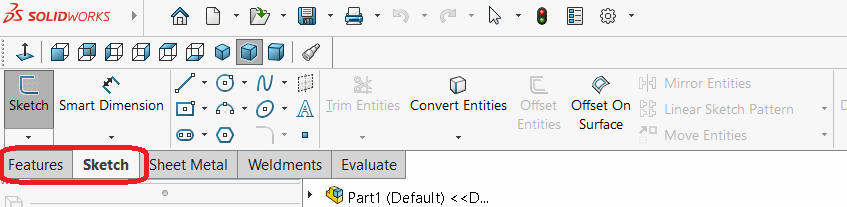 SOLIDWORKS
Sketch
Smart Dimension
Trim Entities
Convert Entities
Offset
Entities
Offset On
Surface
Mirror Entities
Linear Sketch Pattern
Move Entities
D
Features
Sketch
Sheet Metal
Weldments
Evaluate
Part1 (Default) <<D...